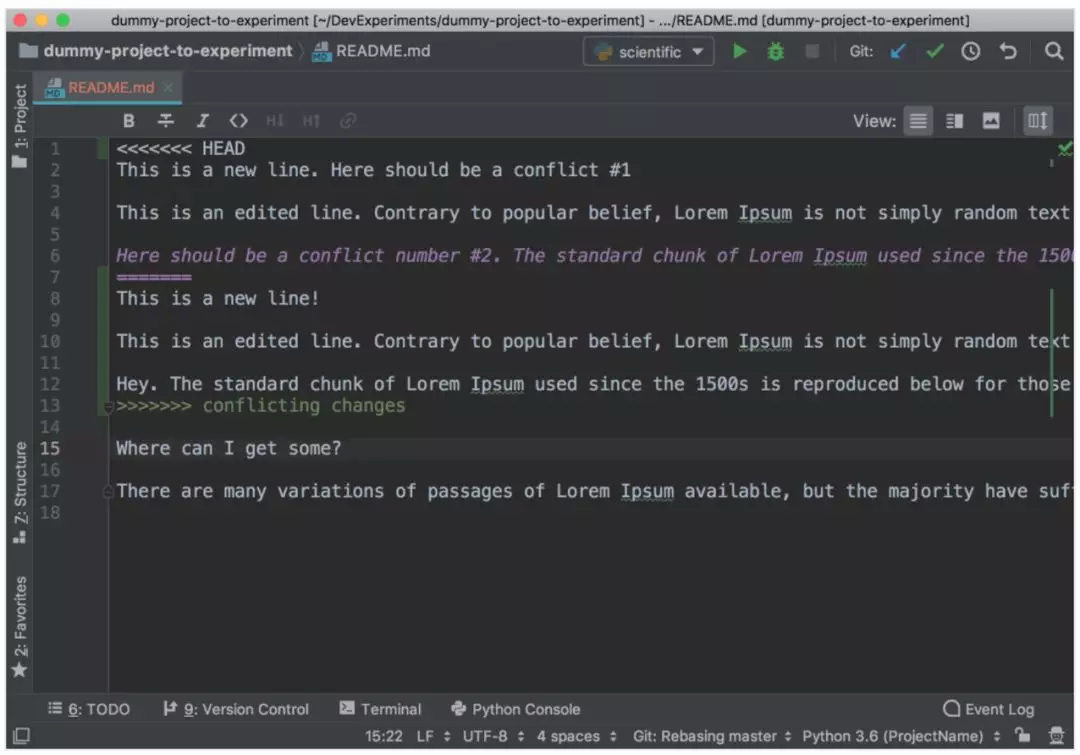 dummy-project-to-experiment [~/DevExperiments/dummy-project-to-experiment] - .../README.md [dummy-project-to-experiment]
dummy-project-to-experiment README.md scientific Git:
README.md
View:
1: Project
1 <<<<<<< HEAD
2 This is a new line. Here should be a conflict #1
3
4 This is an edited line. Contrary to popular belief, Lorem Ipsum is not simply random text
5
6 Here should be a conflict number #2. The standard chunk of Lorem Ipsum used since the 150
7 =======
8 This is a new line!
9
10 This is an edited line. Contrary to popular belief, Lorem Ipsum is not simply random text
11
12 Hey. The standard chunk of Lorem Ipsum used since the 1500s is reproduced below for those
13 >>>>>>> conflicting changes
14
15 Where can I get some?
16
17 There are many variations of passages of Lorem Ipsum available, but the majority have suf
18
Z: Structure
2: Favorites
6: TODO 9: Version Control Terminal Python Console Event Log
15:22 LF UTF-8 4 spaces Git: Rebasing master Python 3.6 (ProjectName)